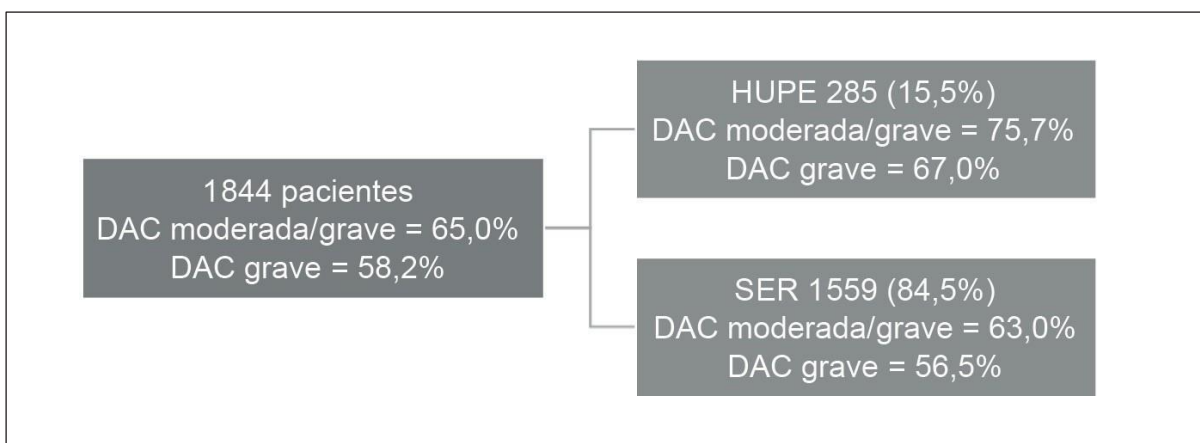 1844 pacientes
DAC moderada/grave = 65,0%
DAC grave = 58,2%
HUPE 285 (15,5%)
DAC moderada/grave = 75,7%
DAC grave = 67,0%
SER 1559 (84,5%)
DAC moderada/grave = 63,0%
DAC grave = 56,5%